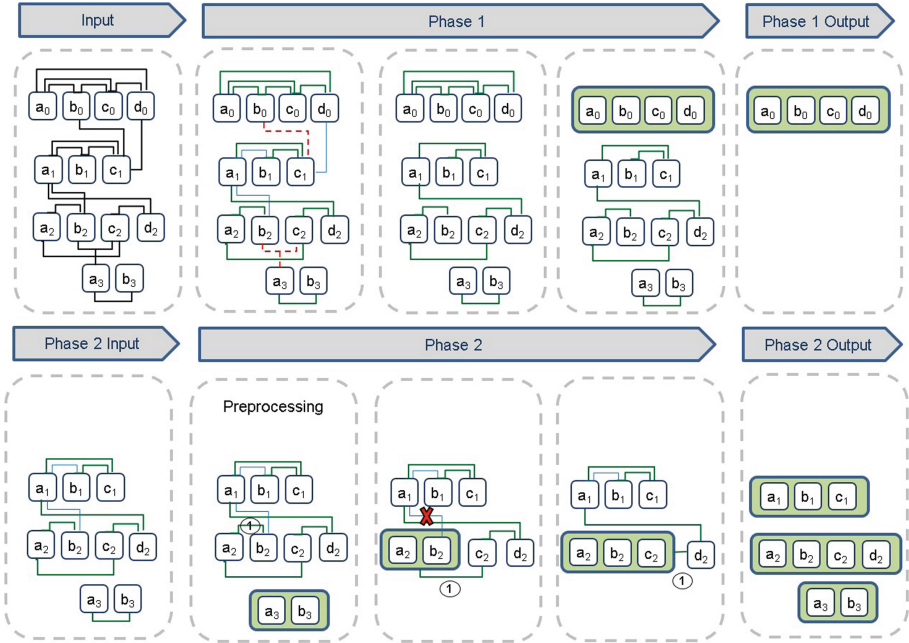 Input
Phase 1
Phase 1 Output
a0 b0 c0 d0
a0 b0 c0 d0
a0 b0 c0 d0
a0 b0 c0 d0
a0 b0 c0 d0
a1 b1 c1
a1 b1 c1
a1 b1 c1
a1 b1 c1
a2 b2 c2 d2
a2 b2 c2 d2
a2 b2 c2 d2
a2 b2 c2 d2
a3 b3
a3 b3
a3 b3
a3 b3
Phase 2 Input
Phase 2
Phase 2 Output
Preprocessing
a1 b1 c1
a1 b1 c1
a1 b1 c1
a1 b1 c1
a1 b1 c1
1
X
a2 b2 c2 d2
a2 b2 c2 d2
a2 b2 c2 d2
a2 b2 c2 d2
a2 b2 c2 d2
1
1
a3 b3
a3 b3
a3 b3